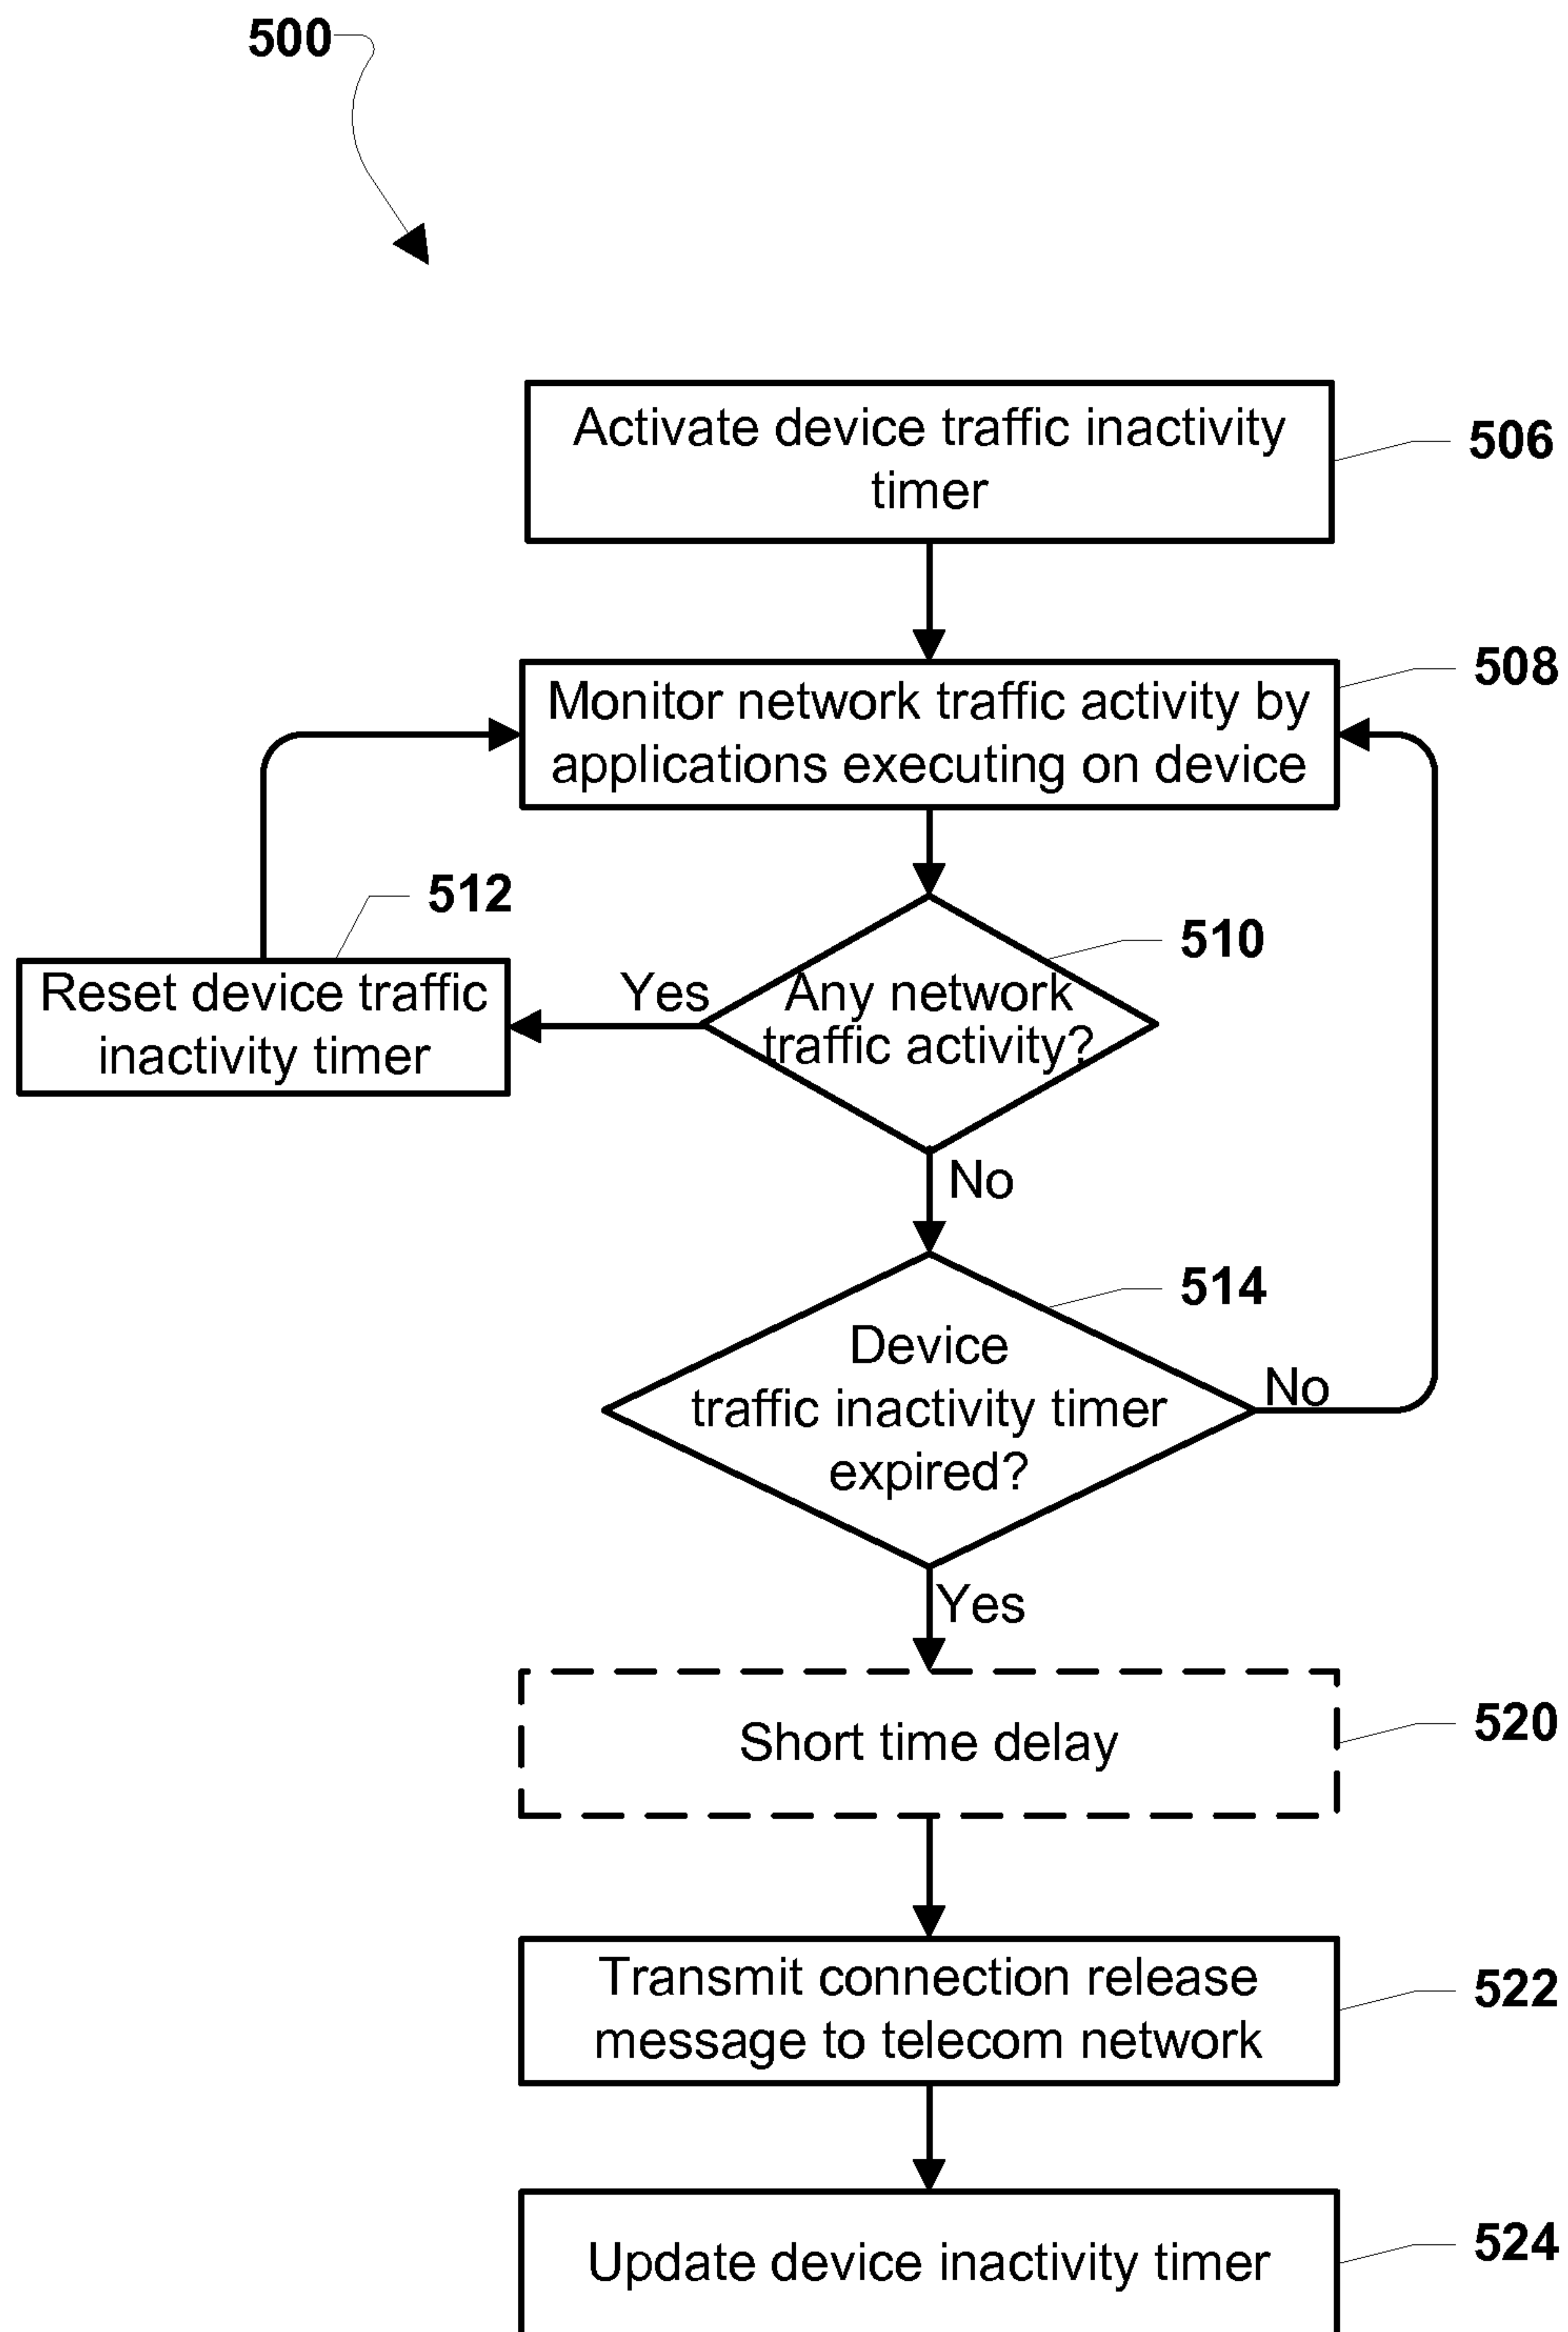 500
Activate device traffic inactivity
timer
506
Monitor network traffic activity by
applications executing on device
508
512
Reset device traffic
inactivity timer
Yes
Any network
traffic activity?
510
No
Device
traffic inactivity timer
expired?
514
No
Yes
Short time delay
520
Transmit connection release
message to telecom network
522
Update device inactivity timer
524